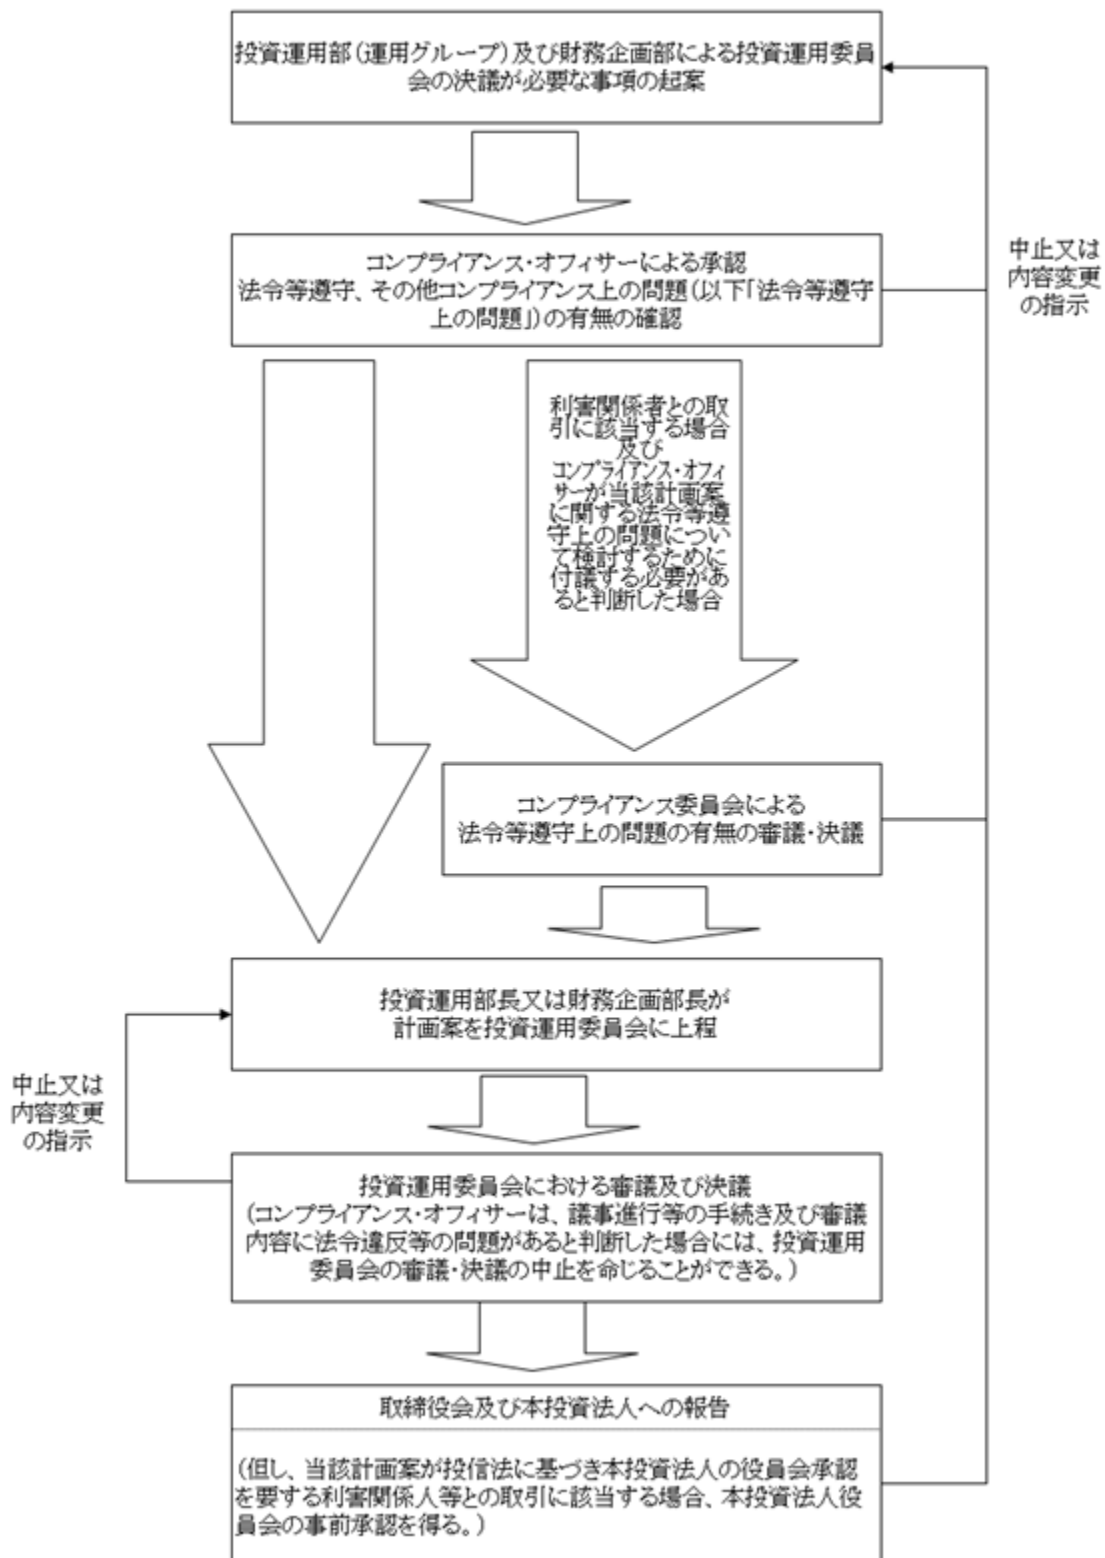 投資運用部(運用グループ)及び財務企画部による投資運用委員
会の決議が必要な事項の起案
中止又は
内容変更
の指示
コンプライアンス・オフィサーによる承認
法令等遵守、その他コンプライアンス上の問題(以下「法令等遵守
上の問題」)の有無の確認
利害関係者との取
引に該当する場合
及び
コンプライアンス・オフィ
サーが当該計画案
に関する法令等遵
守上の問題につい
て検討するために
付議する必要があ
ると判断した場合
コンプライアンス委員会による
法令等遵守上の問題の有無の審議・決議
投資運用部長又は財務企画部長が
計画案を投資運用委員会に上程
中止又は
内容変更
の指示
投資運用委員会における審議及び決議
(コンプライアンス・オフィサーは、議事進行等の手続き及び審議
内容に法令違反等の問題があると判断した場合には、投資運用
委員会の審議・決議の中止を命じることができる。)
取締役会及び本投資法人への報告
(但し、当該計画案が投信法に基づき本投資法人の役員会承認
を要する利害関係人等との取引に該当する場合、本投資法人役
員会の事前承認を得る。)